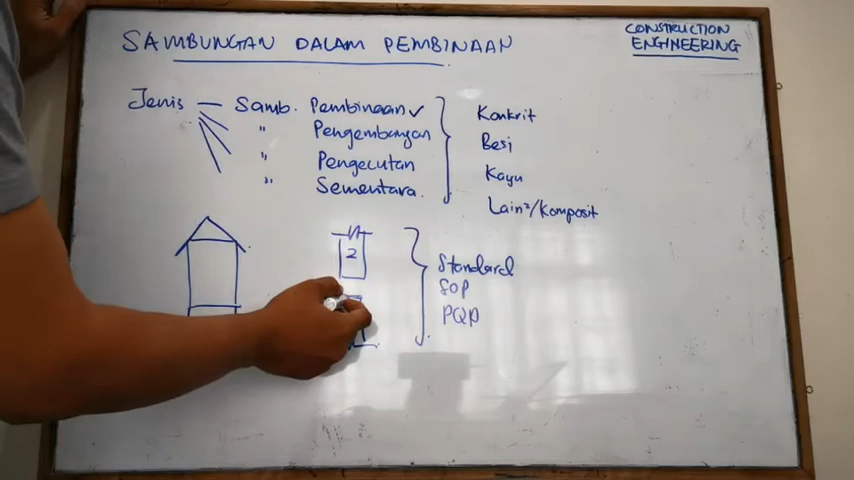 SAMBUNGAN DALAM PEMBINAAN
CONSTRUCTION
ENGINEERING
Jenis — Samb. Pembinaan ✓
" Pengembangan
" Pengecutan
" Sementara.
Konkrit
Besi
Kayu
Lain²/Komposit
2
Standard
SOP
PQP